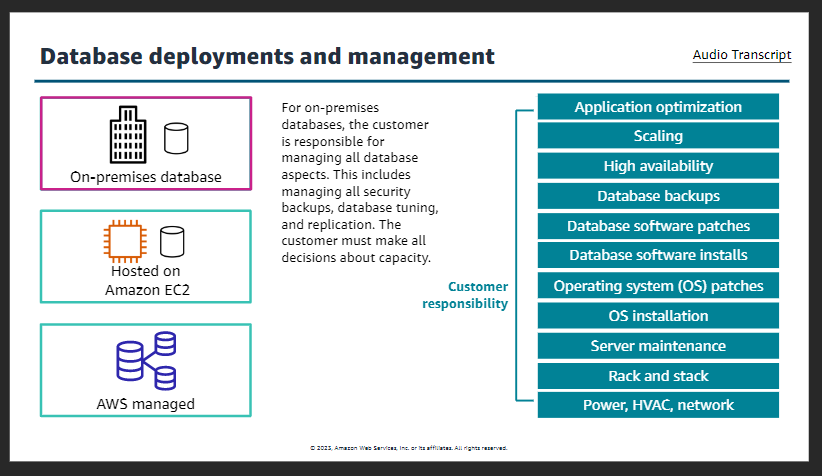 Database deployments and management
Audio Transcript
On-premises database
Hosted on
Amazon EC2
AWS managed
For on-premises
databases, the customer
is responsible for
managing all database
aspects. This includes
managing all security
backups, database tuning,
and replication. The
customer must make all
decisions about capacity.
Customer
responsibility
Application optimization
Scaling
High availability
Database backups
Database software patches
Database software installs
Operating system (OS) patches
OS installation
Server maintenance
Rack and stack
Power, HVAC, network
© 2023, Amazon Web Services, Inc. or its affiliates. All rights reserved.